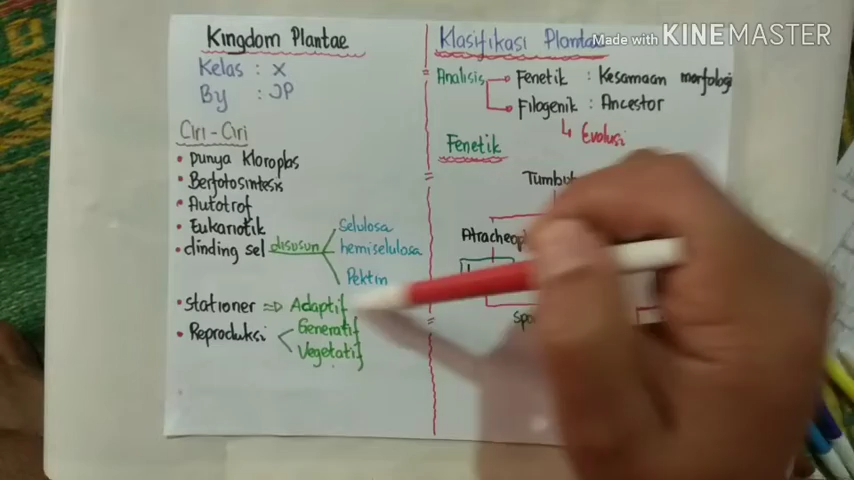 Made with KINEMASTER
Kingdom Plantae
Kelas : X
By : JP
Ciri-Ciri
• Punya Kloroplas
• Berfotosintesis
• Autotrof
• Eukariotik
• dinding sel disusun
Selulosa
hemiselulosa
Pektin
• Stationer => Adaptif
• Reproduksi
Generatif
Vegetatif
Klasifikasi Plantae
Analisis
Fenetik : Kesamaan morfologi
Filogenik : Ancestor
↳ Evolusi
Fenetik